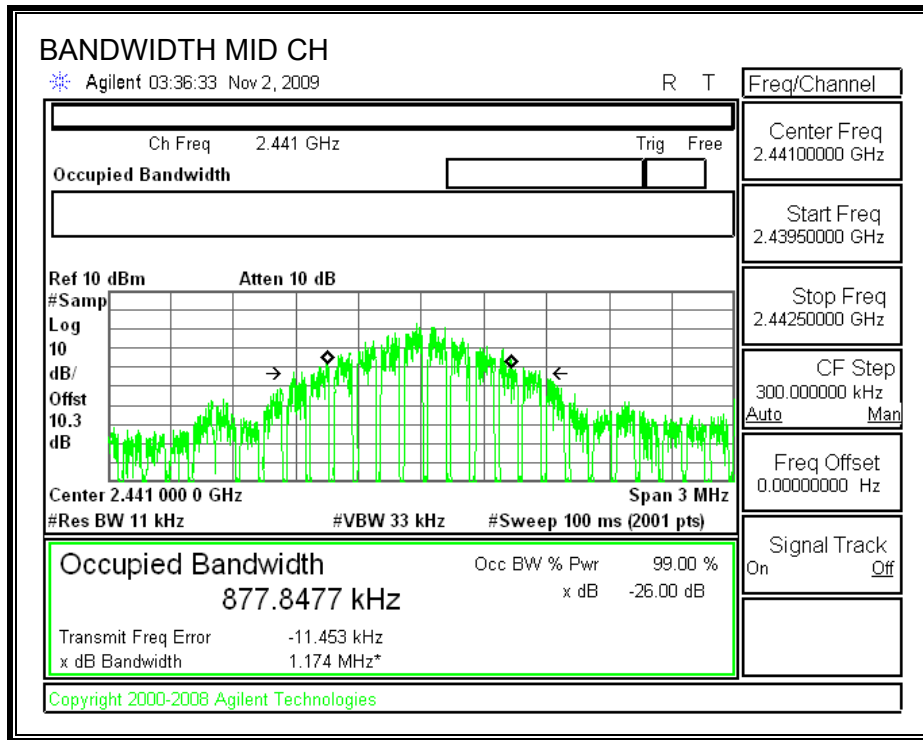 BANDWIDTH MID CH
Agilent 03:36:33 Nov 2, 2009 R T
Freq/Channel
Ch Freq 2.441 GHz Trig Free
Occupied Bandwidth
Center Freq
2.44100000 GHz
Start Freq
2.43950000 GHz
Stop Freq
2.44250000 GHz
CF Step
300.000000 kHz
Auto Man
Freq Offset
0.00000000 Hz
Signal Track
On Off
Ref 10 dBm Atten 10 dB
#Samp
Log
10
dB/
Offst
10.3
dB
Center 2.441 000 0 GHz Span 3 MHz
#Res BW 11 kHz #VBW 33 kHz #Sweep 100 ms (2001 pts)
Occupied Bandwidth Occ BW % Pwr 99.00 %
877.8477 kHz x dB -26.00 dB
Transmit Freq Error -11.453 kHz
x dB Bandwidth 1.174 MHz*
Copyright 2000-2008 Agilent Technologies